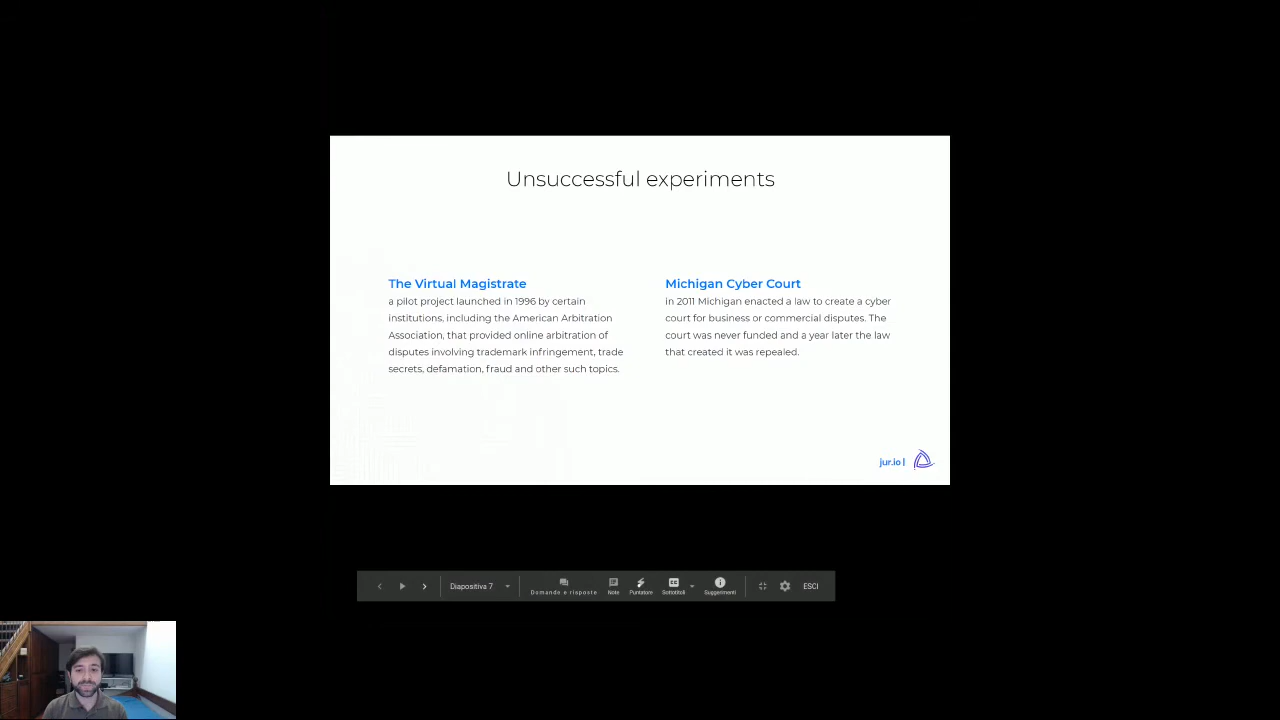 Unsuccessful experiments
The Virtual Magistrate
a pilot project launched in 1996 by certain
institutions, including the American Arbitration
Association, that provided online arbitration of
disputes involving trademark infringement, trade
secrets, defamation, fraud and other such topics.
Michigan Cyber Court
in 2011 Michigan enacted a law to create a cyber
court for business or commercial disputes. The
court was never funded and a year later the law
that created it was repealed.
jur.io |
Diapositiva 7
Domande e risposte
Note
Puntatore
Sottotitoli
Suggerimenti
ESCI